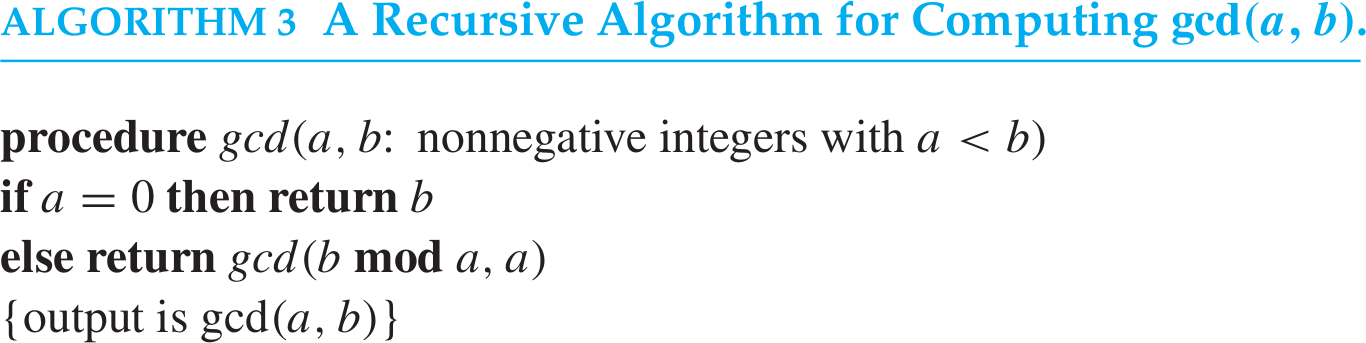 ALGORITHM 3 A Recursive Algorithm for Computing gcd(a, b).
procedure gcd(a, b: nonnegative integers with a < b)
if a = 0 then return b
else return gcd(b mod a, a)
{output is gcd(a, b)}